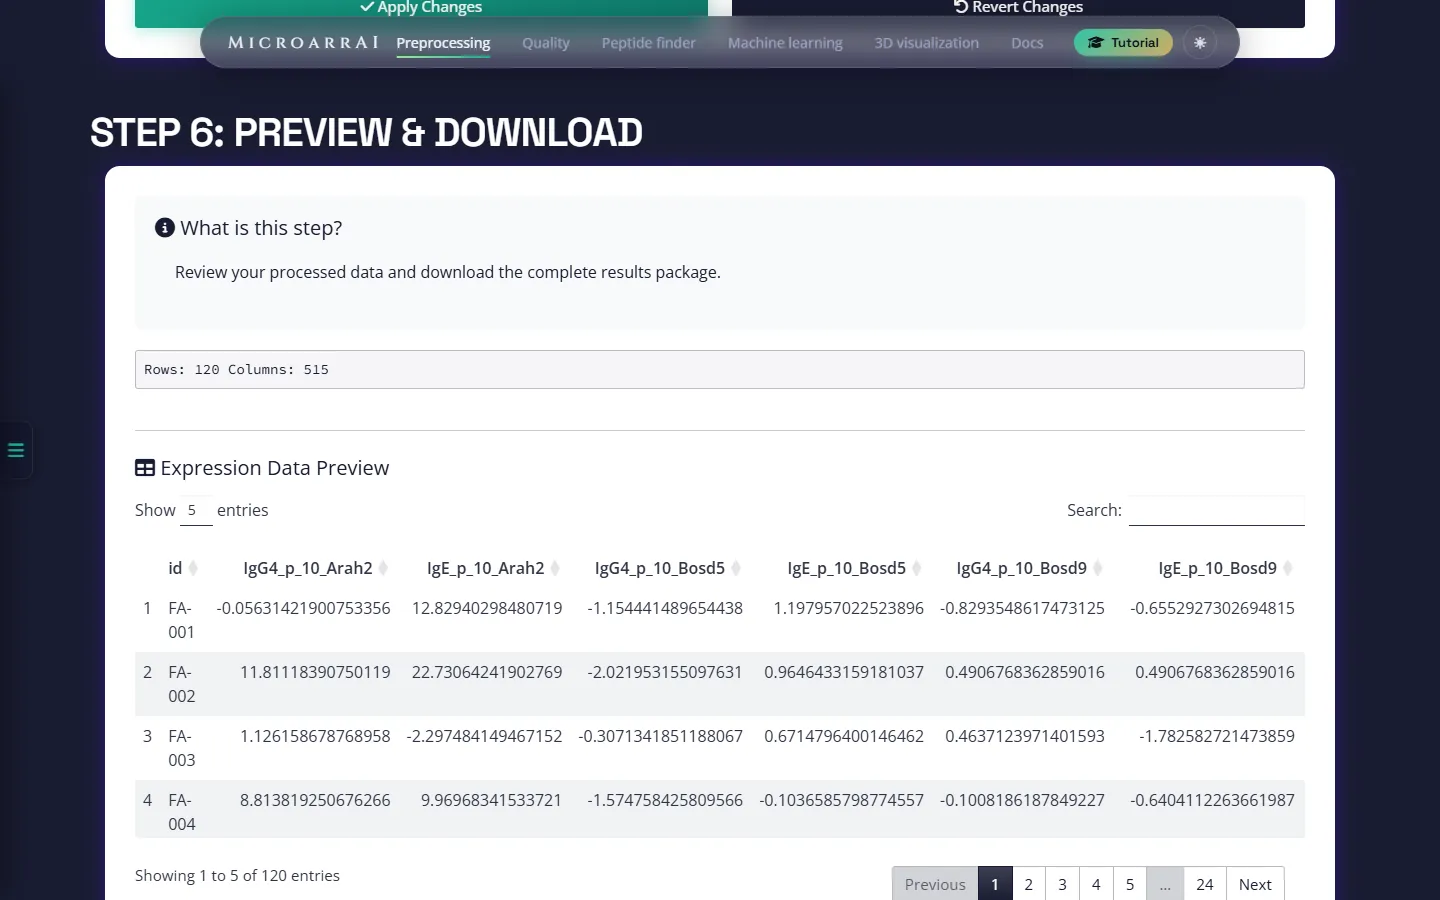 Apply Changes
Revert Changes
MICROARRAI Preprocessing Quality Peptide finder Machine learning 3D visualization Docs Tutorial
STEP 6: PREVIEW & DOWNLOAD
What is this step?
Review your processed data and download the complete results package.
Rows: 120 Columns: 515
Expression Data Preview
Show 5 entries
Search:
id IgG4_p_10_Arah2 IgE_p_10_Arah2 IgG4_p_10_Bosd5 IgE_p_10_Bosd5 IgG4_p_10_Bosd9 IgE_p_10_Bosd9
1 FA-001 -0.05631421900753356 12.82940298480719 -1.154441489654438 1.197957022523896 -0.8293548617473125 -0.6552927302694815
2 FA-002 11.81118390750119 22.73064241902769 -2.021953155097631 0.9646433159181037 0.4906768362859016 0.4906768362859016
3 FA-003 1.126158678768958 -2.297484149467152 -0.3071341851188067 0.6714796400146462 0.4637123971401593 -1.782582721473859
4 FA-004 8.813819250676266 9.96968341533721 -1.574758425809566 -0.1036585798774557 -0.1008186187849227 -0.6404112263661987
Showing 1 to 5 of 120 entries
Previous 1 2 3 4 5 … 24 Next